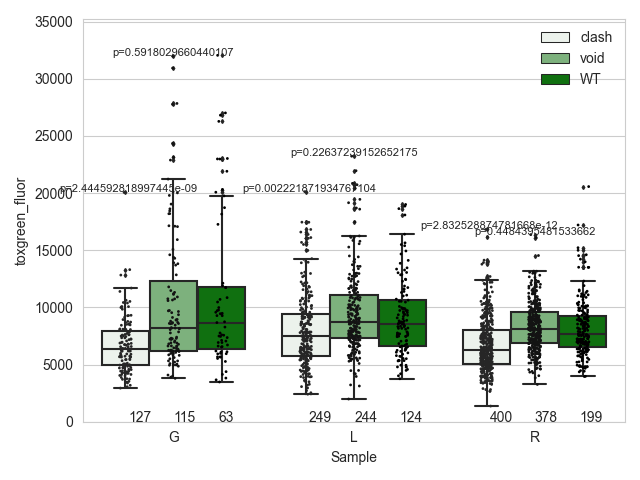 35000
30000
25000
20000
15000
10000
5000
0
toxgreen_fluor
clash
void
WT
p=0.5918029660440107
p=2.444592818997445e-09
p=0.22637239152652175
p=0.002221871934767104
p=2.832528874781668e-12
p=0.4484395481533662
127 115 63 249 244 124 400 378 199
G L R
Sample